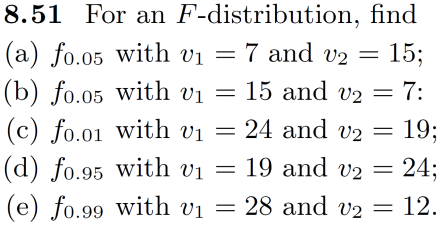 8.51 For an F-distribution, find
(a) f₀.₀₅ with v₁ = 7 and v₂ = 15;
(b) f₀.₀₅ with v₁ = 15 and v₂ = 7:
(c) f₀.₀₁ with v₁ = 24 and v₂ = 19;
(d) f₀.₉₅ with v₁ = 19 and v₂ = 24;
(e) f₀.₉₉ with v₁ = 28 and v₂ = 12.